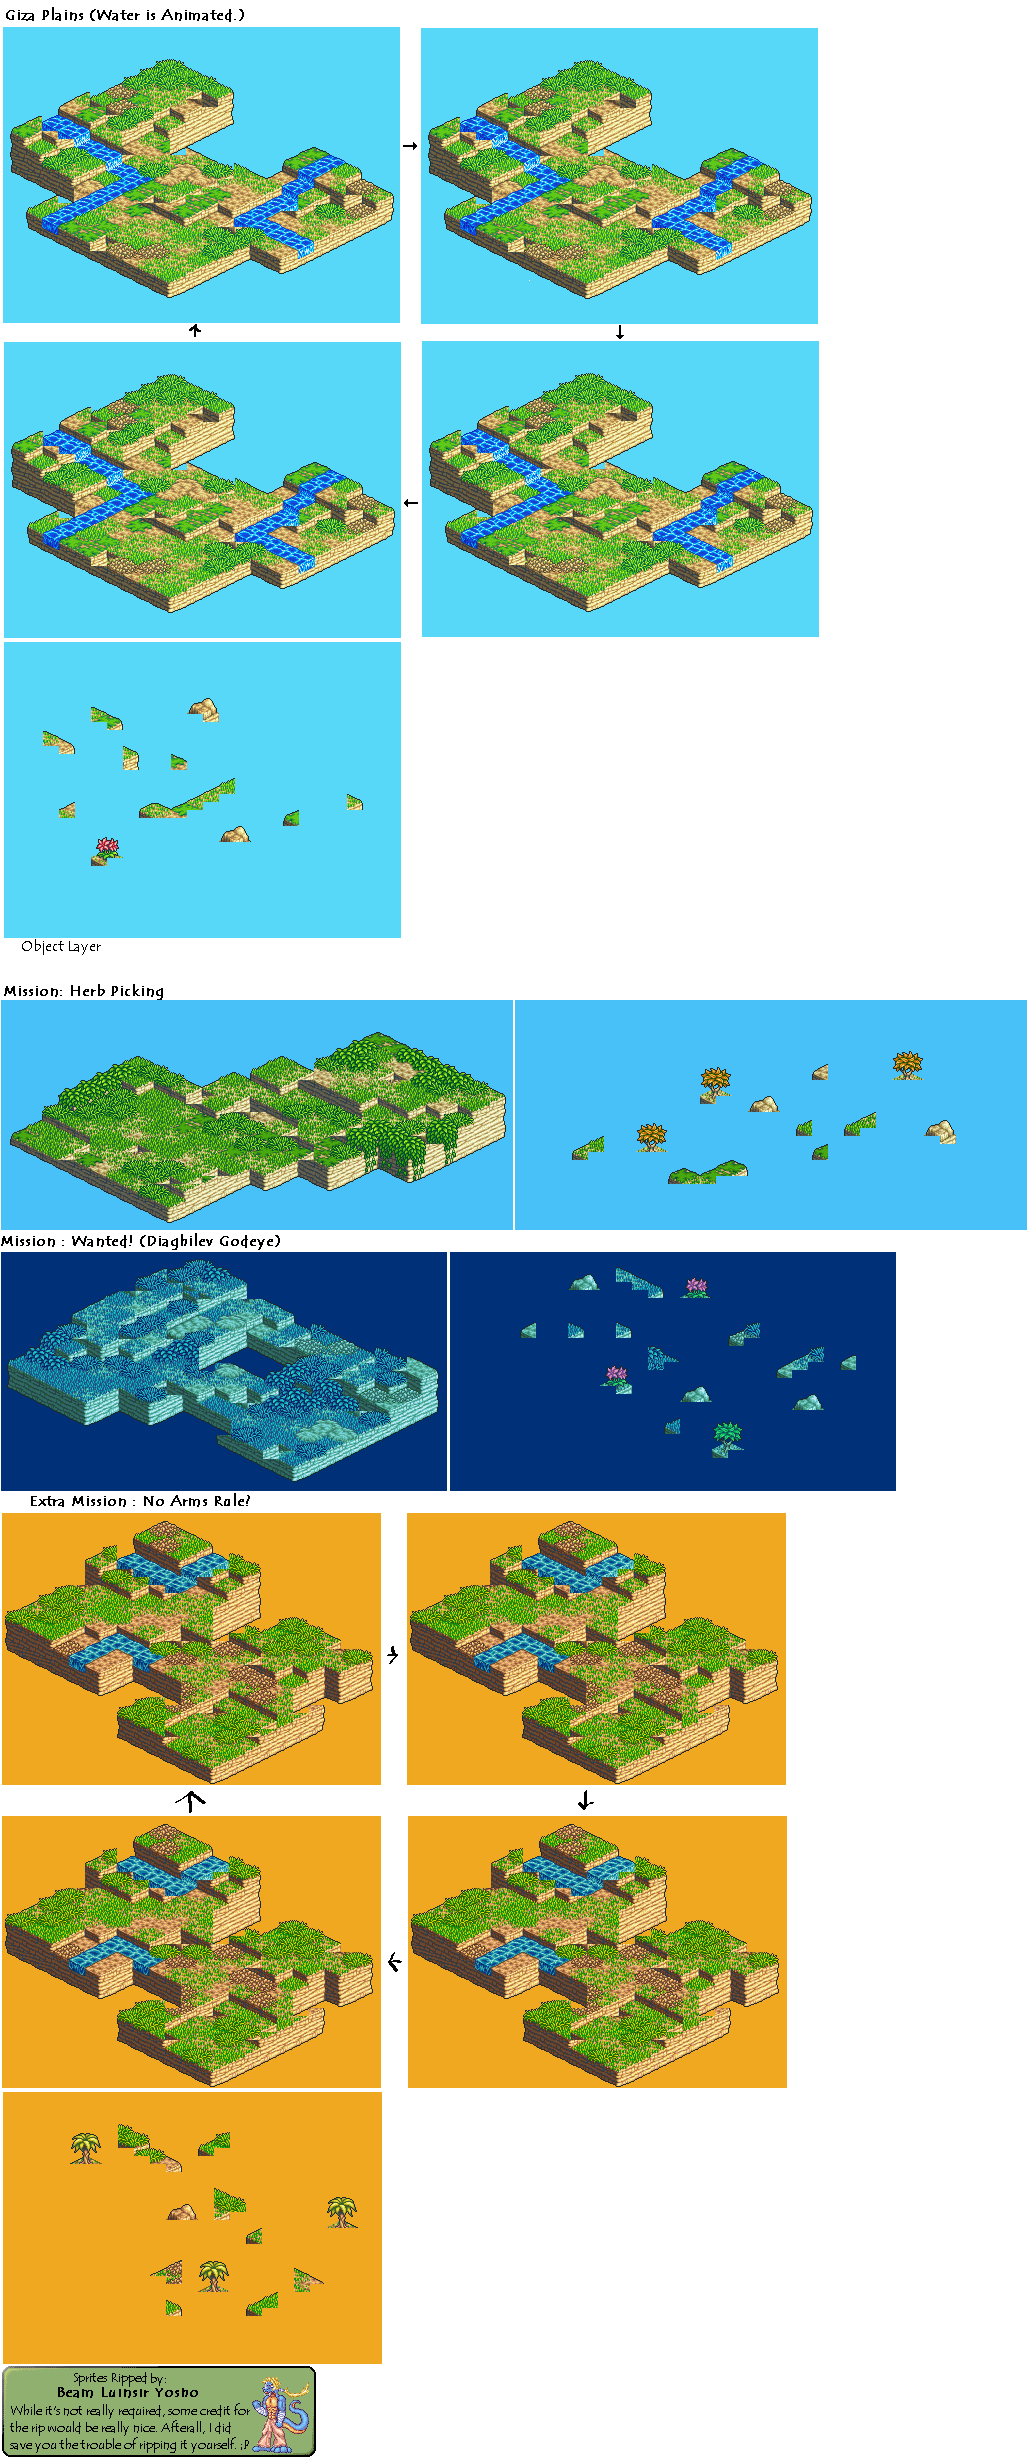 Giza Plains (Water is Animated.)
Object Layer
Mission: Herb Picking
Mission : Wanted! (Diaghilev Godeye)
Extra Mission : No Arms Rule?
Sprites Ripped by:
Beam Luinsir Yosho
While it's not really required, some credit for
the rip would be really nice. Afterall, I did
save you the trouble of ripping it yourself. ;P